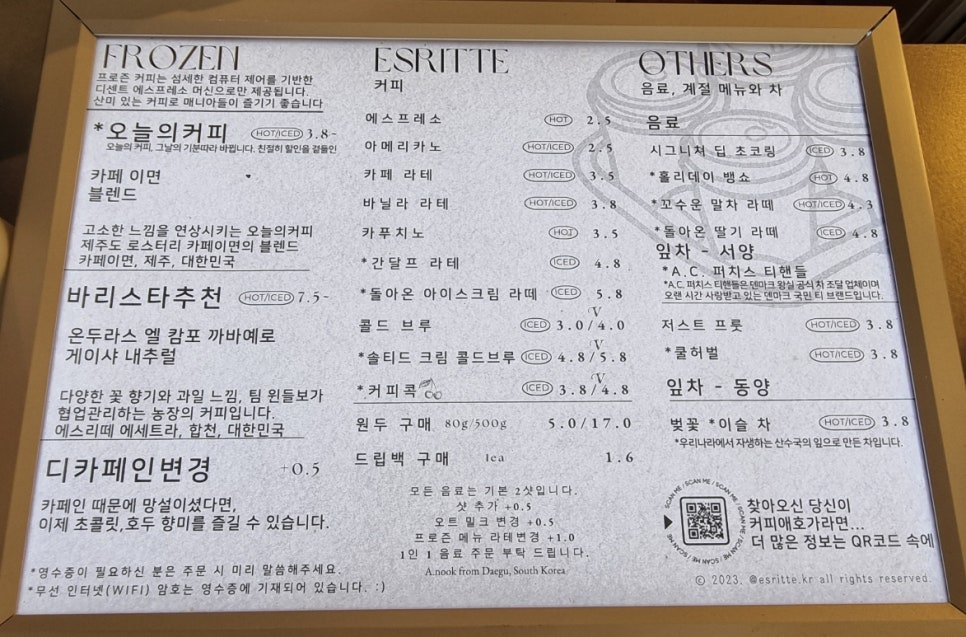 FROZEN
프로즌 커피는 섬세한 컴퓨터 제어를 기반한
디센트 에스프레소 머신으로만 제공됩니다.
산미 있는 커피로 매니아들이 즐기기 좋습니다
*오늘의커피 HOT/ICED 3.8-
오늘의 커피, 그날의 기분따라 바뀝니다. 친절히 할인을 곁들인
카페 이면
블렌드
고소한 느낌을 연상시키는 오늘의커피
제주도 로스터리 카페이면의 블렌드
카페이면, 제주, 대한민국
바리스타추천 HOT/ICED 7.5-
온두라스 엘 캄포 까바예로
게이샤 내추럴
다양한 꽃 향기와 과일 느낌, 팀 윈들보가
협업관리하는 농장의 커피입니다.
에스리떼 에세트라, 합천, 대한민국
디카페인변경 +0.5
카페인 때문에 망설이셨다면,
이제 초콜릿,호두 향미를 즐길 수 있습니다.
*영수증이 필요하신 분은 주문 시 미리 말씀해주세요.
*무선 인터넷(WIFI) 암호는 영수증에 기재되어 있습니다. :)
ESRITTE
커피
에스프레소 HOT 2.5
아메리카노 HOT/ICED 2.5
카페 라테 HOT/ICED 3.5
바닐라 라테 HOT/ICED 3.8
카푸치노 HOT 3.5
*간달프 라테 ICED 4.8
*돌아온 아이스크림 라떼 ICED 5.8
콜드 브루 ICED 3.0/4.0 V
*솔티드 크림 콜드브루 ICED 4.8/5.8 V
*커피콕 ICED 3.8/4.8 V
원두 구매 80g/500g 5.0/17.0
드립백 구매 1ea 1.6
모든 음료는 기본 2샷입니다.
샷 추가 +0.5
오트 밀크 변경 +0.5
프로즌 메뉴 라테변경 +1.0
1인 1 음료 주문 부탁 드립니다.
A.nook from Daegu, South Korea
OTHERS
음료, 계절 메뉴와 차
음료
시그니처 딥 초코링 ICED 3.8
*홀리데이 뱅쇼 HOT 4.8
*꼬수운 말차 라떼 HOT/ICED 4.3
*돌아온 딸기 라떼 ICED 4.8
잎차 - 서양
*A.C. 퍼치스 티핸들
*A.C. 퍼치스 티핸들은 덴마크 왕실 공식 차 조달 업체이며
오랜 시간 사랑받고 있는 덴마크 국민 티 브랜드입니다.
저스트 프룻 HOT/ICED 3.8
*쿨허벌 HOT/ICED 3.8
잎차 - 동양
벚꽃 *이슬 차 HOT/ICED 3.8
*우리나라에서 자생하는 산수국의 잎으로 만든 차입니다.
SCAN ME / SCAN ME / SCAN ME / SCAN ME /
찾아오신 당신이
커피애호가라면...
더 많은 정보는 QR코드 속에
© 2023. @esritte.kr all rights reserved.